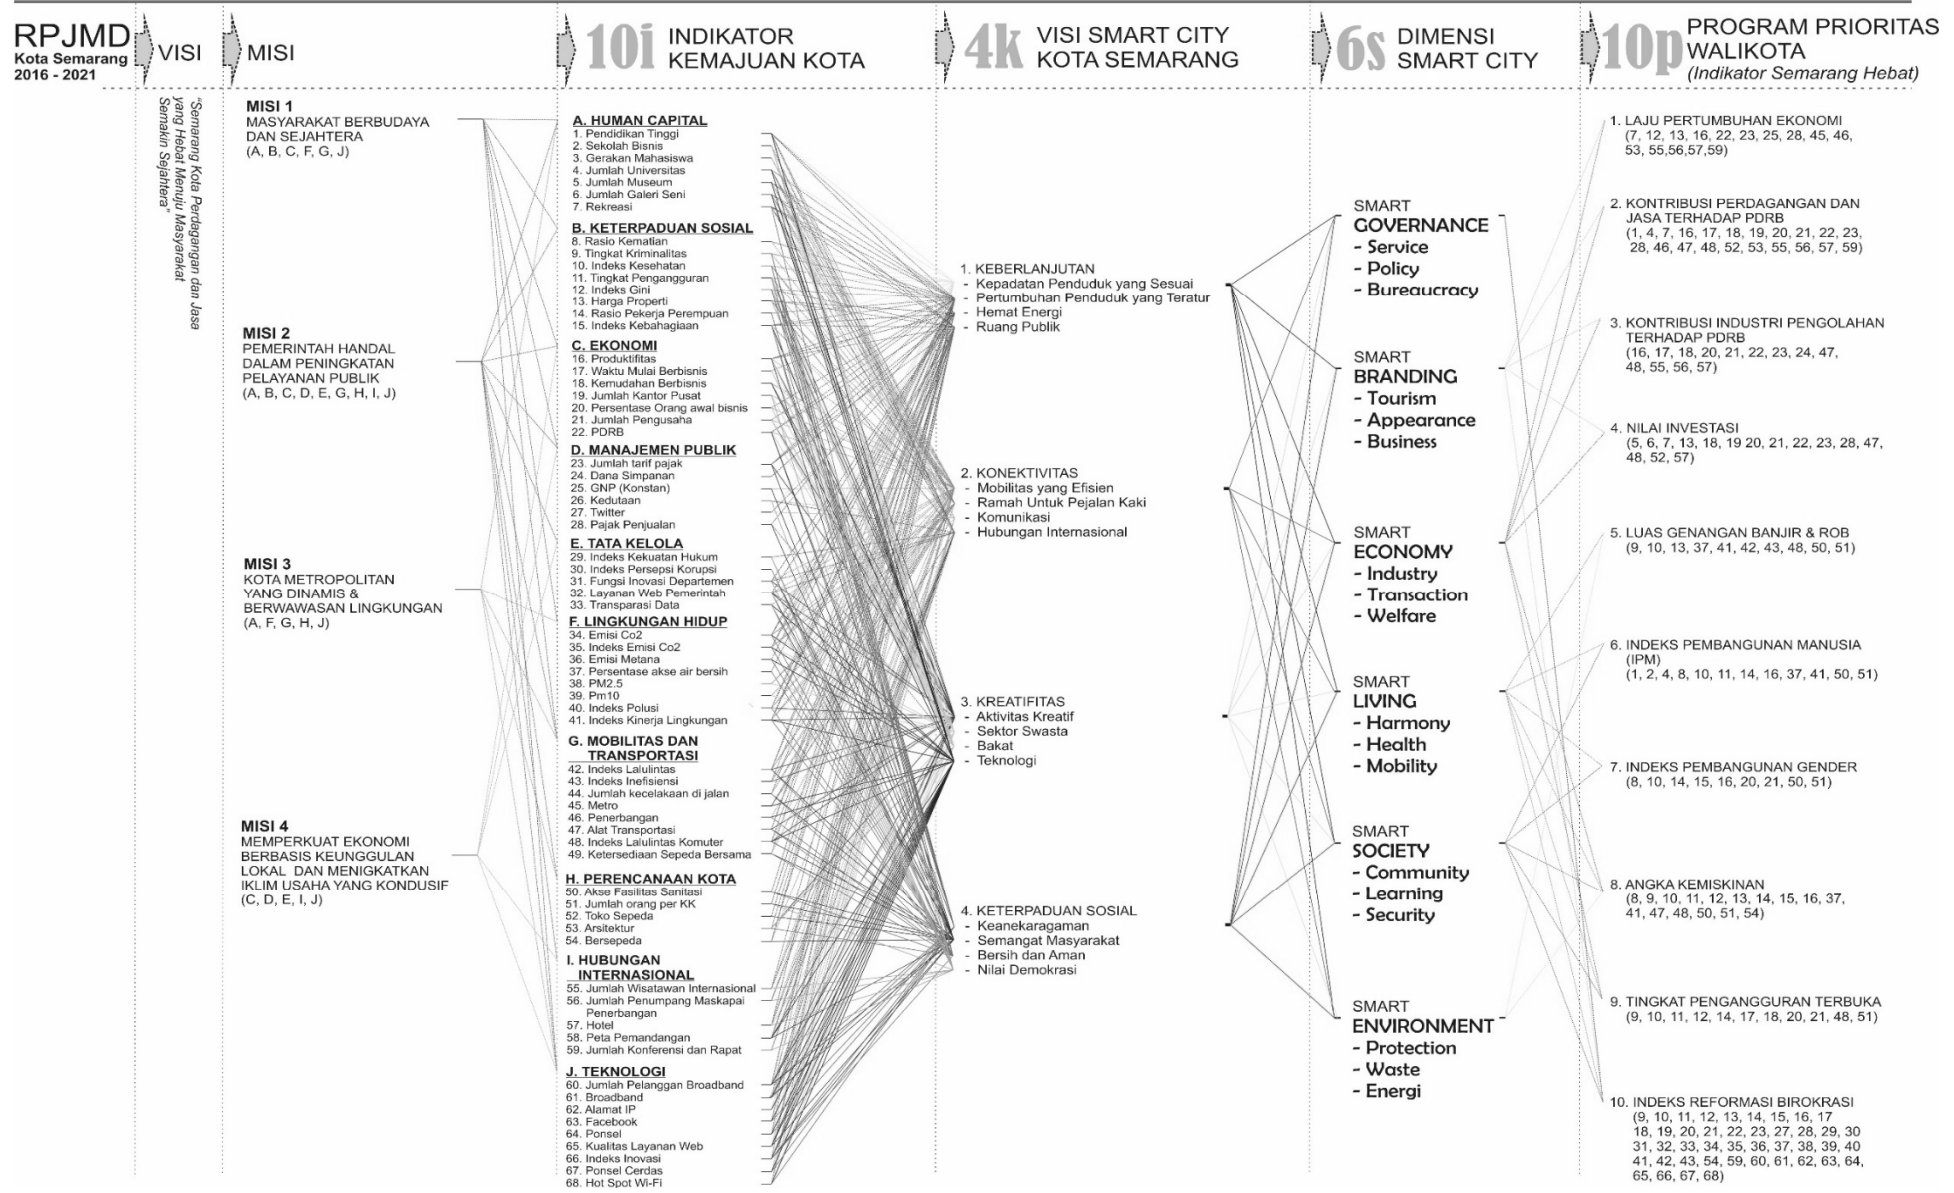 RPJMD
Kota Semarang
2016 - 2021
VISI
MISI
10i INDIKATOR
KEMAJUAN KOTA
4k VISI SMART CITY
KOTA SEMARANG
6s DIMENSI
SMART CITY
10p PROGRAM PRIORITAS
WALIKOTA
(Indikator Semarang Hebat)
"Semarang Kota Perdagangan dan Jasa
yang Hebat Menuju Masyarakat
Semakin Sejahtera"
MISI 1
MASYARAKAT BERBUDAYA
DAN SEJAHTERA
(A, B, C, F, G, J)
MISI 2
PEMERINTAH HANDAL
DALAM PENINGKATAN
PELAYANAN PUBLIK
(A, B, C, D, E, G, H, I, J)
MISI 3
KOTA METROPOLITAN
YANG DINAMIS &
BERWAWASAN LINGKUNGAN
(A, F, G, H, J)
MISI 4
MEMPERKUAT EKONOMI
BERBASIS KEUNGGULAN
LOKAL DAN MENIGKATKAN
IKLIM USAHA YANG KONDUSIF
(C, D, E, I, J)
A. HUMAN CAPITAL
1. Pendidikan Tinggi
2. Sekolah Bisnis
3. Gerakan Mahasiswa
4. Jumlah Universitas
5. Jumlah Museum
6. Jumlah Galeri Seni
7. Rekreasi
B. KETERPADUAN SOSIAL
8. Rasio Kematian
9. Tingkat Kriminalitas
10. Indeks Kesehatan
11. Tingkat Pengangguran
12. Indeks Gini
13. Harga Properti
14. Rasio Pekerja Perempuan
15. Indeks Kebahagiaan
C. EKONOMI
16. Produktifitas
17. Waktu Mulai Berbisnis
18. Kemudahan Berbisnis
19. Jumlah Kantor Pusat
20. Persentase Orang awal bisnis
21. Jumlah Pengusaha
22. PDRB
D. MANAJEMEN PUBLIK
23. Jumlah tarif pajak
24. Dana Simpanan
25. GNP (Konstan)
26. Kedutaan
27. Twitter
28. Pajak Penjualan
E. TATA KELOLA
29. Indeks Kekuatan Hukum
30. Indeks Persepsi Korupsi
31. Fungsi Inovasi Departemen
32. Layanan Web Pemerintah
33. Transparasi Data
F. LINGKUNGAN HIDUP
34. Emisi Co2
35. Indeks Emisi Co2
36. Emisi Metana
37. Persentase akse air bersih
38. PM2.5
39. Pm10
40. Indeks Polusi
41. Indeks Kinerja Lingkungan
G. MOBILITAS DAN
TRANSPORTASI
42. Indeks Lalulintas
43. Indeks Inefisiensi
44. Jumlah kecelakaan di jalan
45. Metro
46. Penerbangan
47. Alat Transportasi
48. Indeks Lalulintas Komuter
49. Ketersediaan Sepeda Bersama
H. PERENCANAAN KOTA
50. Akse Fasilitas Sanitasi
51. Jumlah orang per KK
52. Toko Sepeda
53. Arsitektur
54. Bersepeda
I. HUBUNGAN
INTERNASIONAL
55. Jumlah Wisatawan Internasional
56. Jumlah Penumpang Maskapai
Penerbangan
57. Hotel
58. Peta Pemandangan
59. Jumlah Konferensi dan Rapat
J. TEKNOLOGI
60. Jumlah Pelanggan Broadband
61. Broadband
62. Alamat IP
63. Facebook
64. Ponsel
65. Kualitas Layanan Web
66. Indeks Inovasi
67. Ponsel Cerdas
68. Hot Spot Wi-Fi
1. KEBERLANJUTAN
- Kepadatan Penduduk yang Sesuai
- Pertumbuhan Penduduk yang Teratur
- Hemat Energi
- Ruang Publik
2. KONEKTIVITAS
- Mobilitas yang Efisien
- Ramah Untuk Pejalan Kaki
- Komunikasi
- Hubungan Internasional
3. KREATIFITAS
- Aktivitas Kreatif
- Sektor Swasta
- Bakat
- Teknologi
4. KETERPADUAN SOSIAL
- Keanekaragaman
- Semangat Masyarakat
- Bersih dan Aman
- Nilai Demokrasi
SMART
GOVERNANCE
- Service
- Policy
- Bureaucracy
SMART
BRANDING
- Tourism
- Appearance
- Business
SMART
ECONOMY
- Industry
- Transaction
- Welfare
SMART
LIVING
- Harmony
- Health
- Mobility
SMART
SOCIETY
- Community
- Learning
- Security
SMART
ENVIRONMENT
- Protection
- Waste
- Energi
1. LAJU PERTUMBUHAN EKONOMI
(7, 12, 13, 16, 22, 23, 25, 28, 45, 46,
53, 55,56,57,59)
2. KONTRIBUSI PERDAGANGAN DAN
JASA TERHADAP PDRB
(1, 4, 7, 16, 17, 18, 19, 20, 21, 22, 23,
28, 46, 47, 48, 52, 53, 55, 56, 57, 59)
3. KONTRIBUSI INDUSTRI PENGOLAHAN
TERHADAP PDRB
(16, 17, 18, 20, 21, 22, 23, 24, 47,
48, 55, 56, 57)
4. NILAI INVESTASI
(5, 6, 7, 13, 18, 19 20, 21, 22, 23, 28, 47,
48, 52, 57)
5. LUAS GENANGAN BANJIR & ROB
(9, 10, 13, 37, 41, 42, 43, 48, 50, 51)
6. INDEKS PEMBANGUNAN MANUSIA
(IPM)
(1, 2, 4, 8, 10, 11, 14, 16, 37, 41, 50, 51)
7. INDEKS PEMBANGUNAN GENDER
(8, 10, 14, 15, 16, 20, 21, 50, 51)
8. ANGKA KEMISKINAN
(8, 9, 10, 11, 12, 13, 14, 15, 16, 37,
41, 47, 48, 50, 51, 54)
9. TINGKAT PENGANGGURAN TERBUKA
(9, 10, 11, 12, 14, 17, 18, 20, 21, 48, 51)
10. INDEKS REFORMASI BIROKRASI
(9, 10, 11, 12, 13, 14, 15, 16, 17
18, 19, 20, 21, 22, 23, 27, 28, 29, 30
31, 32, 33, 34, 35, 36, 37, 38, 39, 40
41, 42, 43, 54, 59, 60, 61, 62, 63, 64,
65, 66, 67, 68)